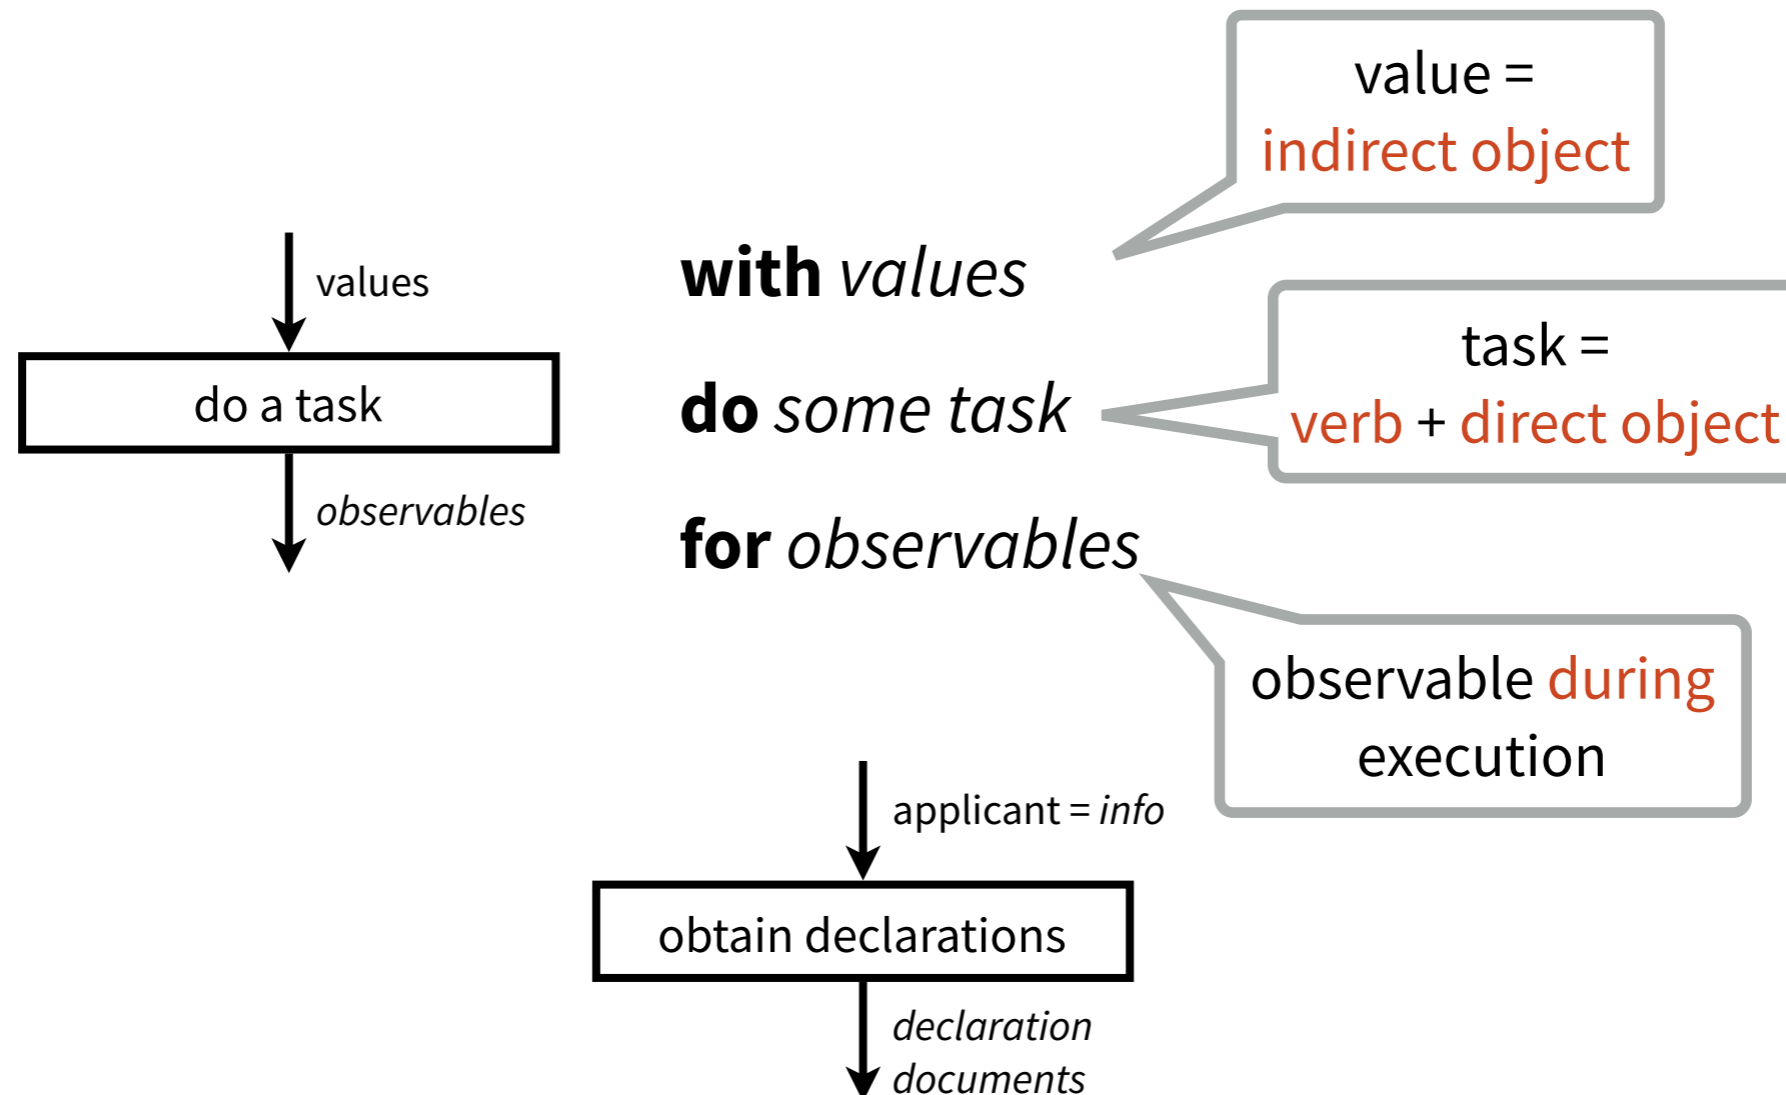 value =
indirect object
values
with values
do a task
do some task
task =
verb + direct object
observables
for observables
observable during
execution
applicant = info
obtain declarations
declaration
documents